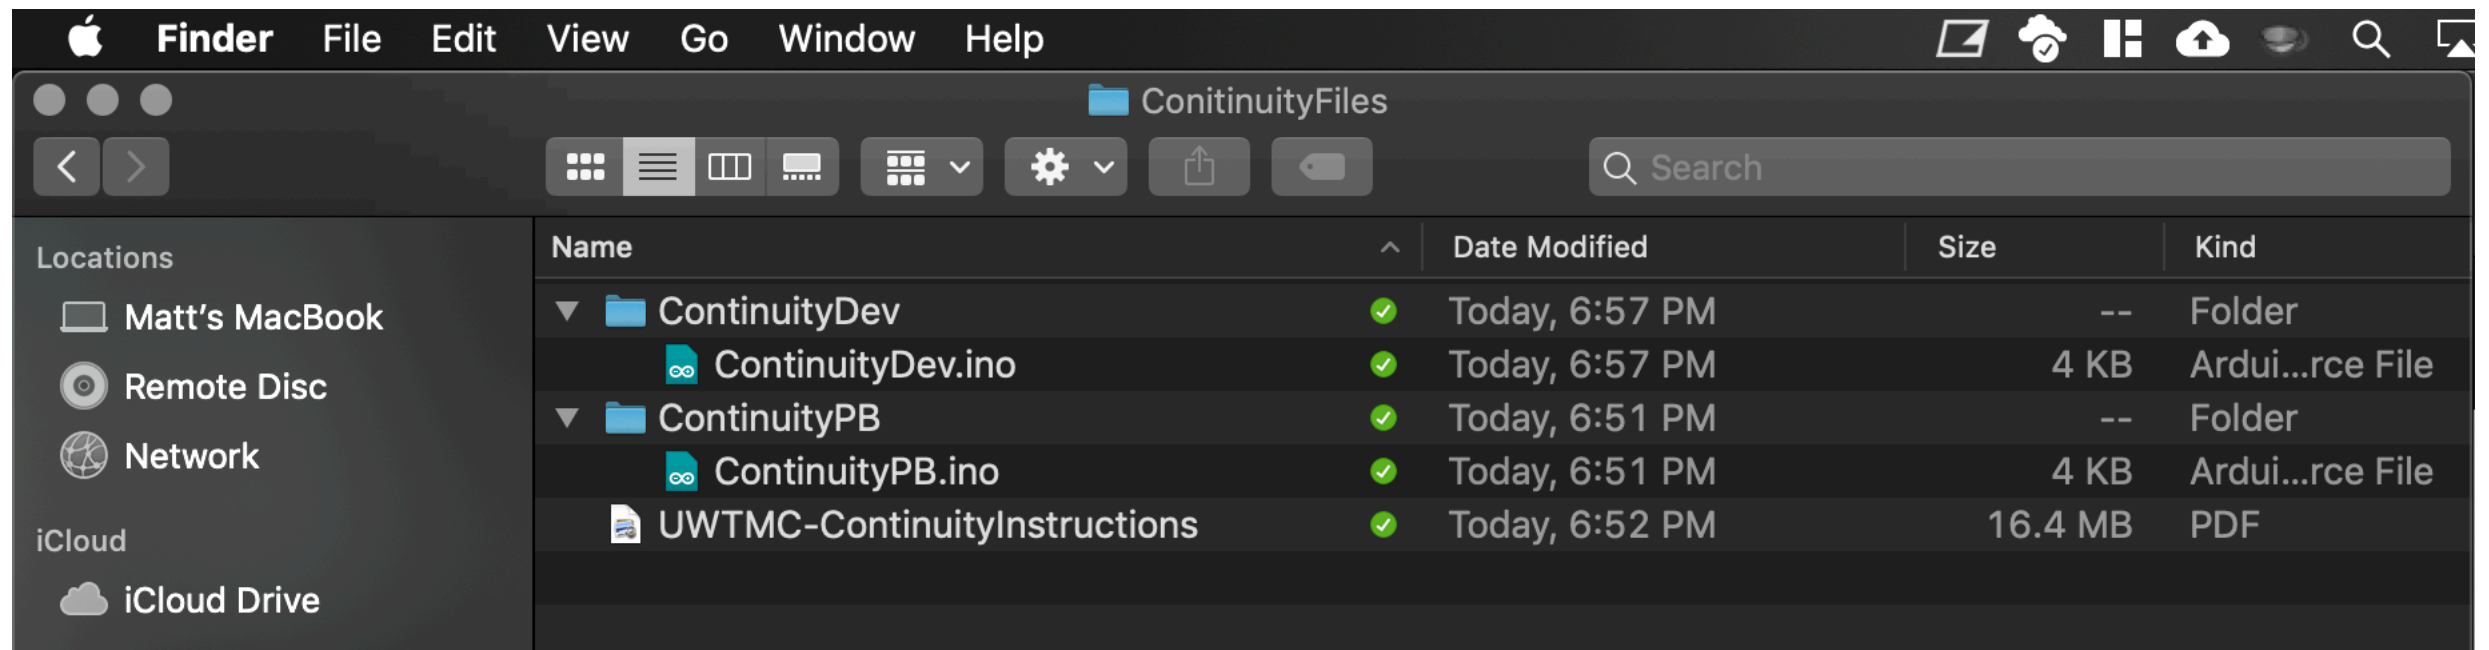 Finder File Edit View Go Window Help
ConitinuityFiles
Search
Locations
Matt's MacBook
Remote Disc
Network
iCloud
iCloud Drive
Name Date Modified Size Kind
ContinuityDev Today, 6:57 PM -- Folder
ContinuityDev.ino Today, 6:57 PM 4 KB Ardui...rce File
ContinuityPB Today, 6:51 PM -- Folder
ContinuityPB.ino Today, 6:51 PM 4 KB Ardui...rce File
UWTMC-ContinuityInstructions Today, 6:52 PM 16.4 MB PDF